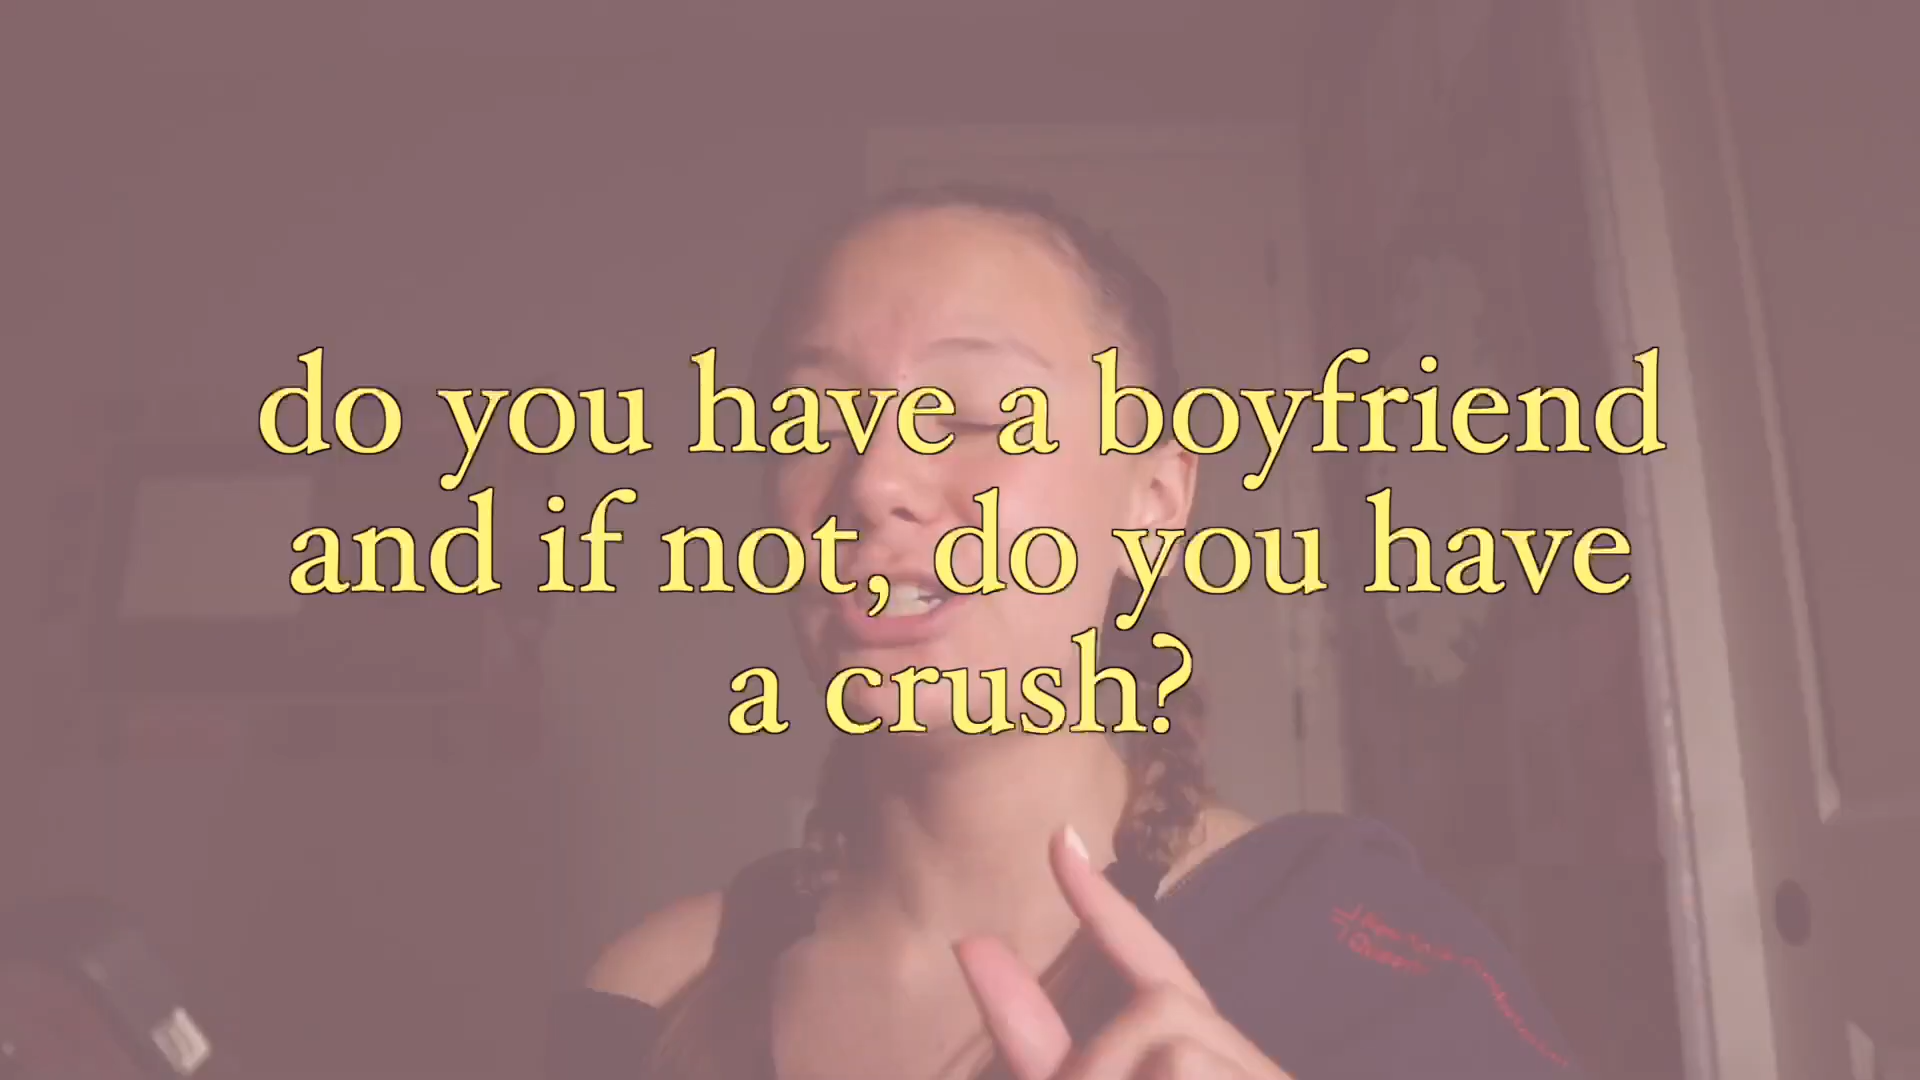 do you have a boyfriend
and if not, do you have
a crush?